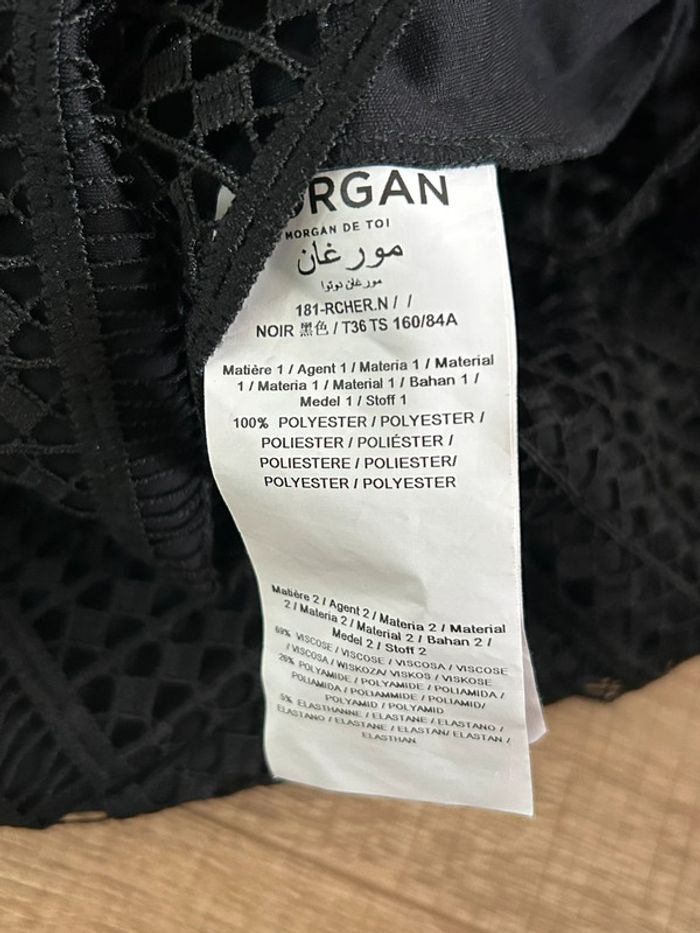 MORGAN
MORGAN DE TOI
مورغان
مورغان دوتوا
181-RCHER.N / /
NOIR 黑色 / T36 TS 160/84A
Matière 1 / Agent 1 / Materia 1 / Material
1 / Materia 1 / Material 1 / Bahan 1 /
Medel 1 / Stoff 1
100% POLYESTER / POLYESTER /
POLIESTER / POLIÉSTER /
POLIESTERE / POLIESTER/
POLYESTER / POLYESTER
Matière 2 / Agent 2 / Materia 2 / Material
2 / Materia 2 / Material 2 / Bahan 2 /
Medel 2 / Stoff 2
69% VISCOSE / VISCOSE / VISCOSA / VISCOSE
/ VISCOSA / WISKOZA/ VISKOS / VISKOSE
26% POLYAMIDE / POLYAMIDE / POLIAMIDA /
POLIAMIDA / POLIAMMIDE / POLIAMID/
POLYAMID / POLYAMID
5% ELASTHANNE / ELASTANE / ELASTANO /
ELASTANO / ELASTANE / ELASTAN/ ELASTAN /
ELASTHAN